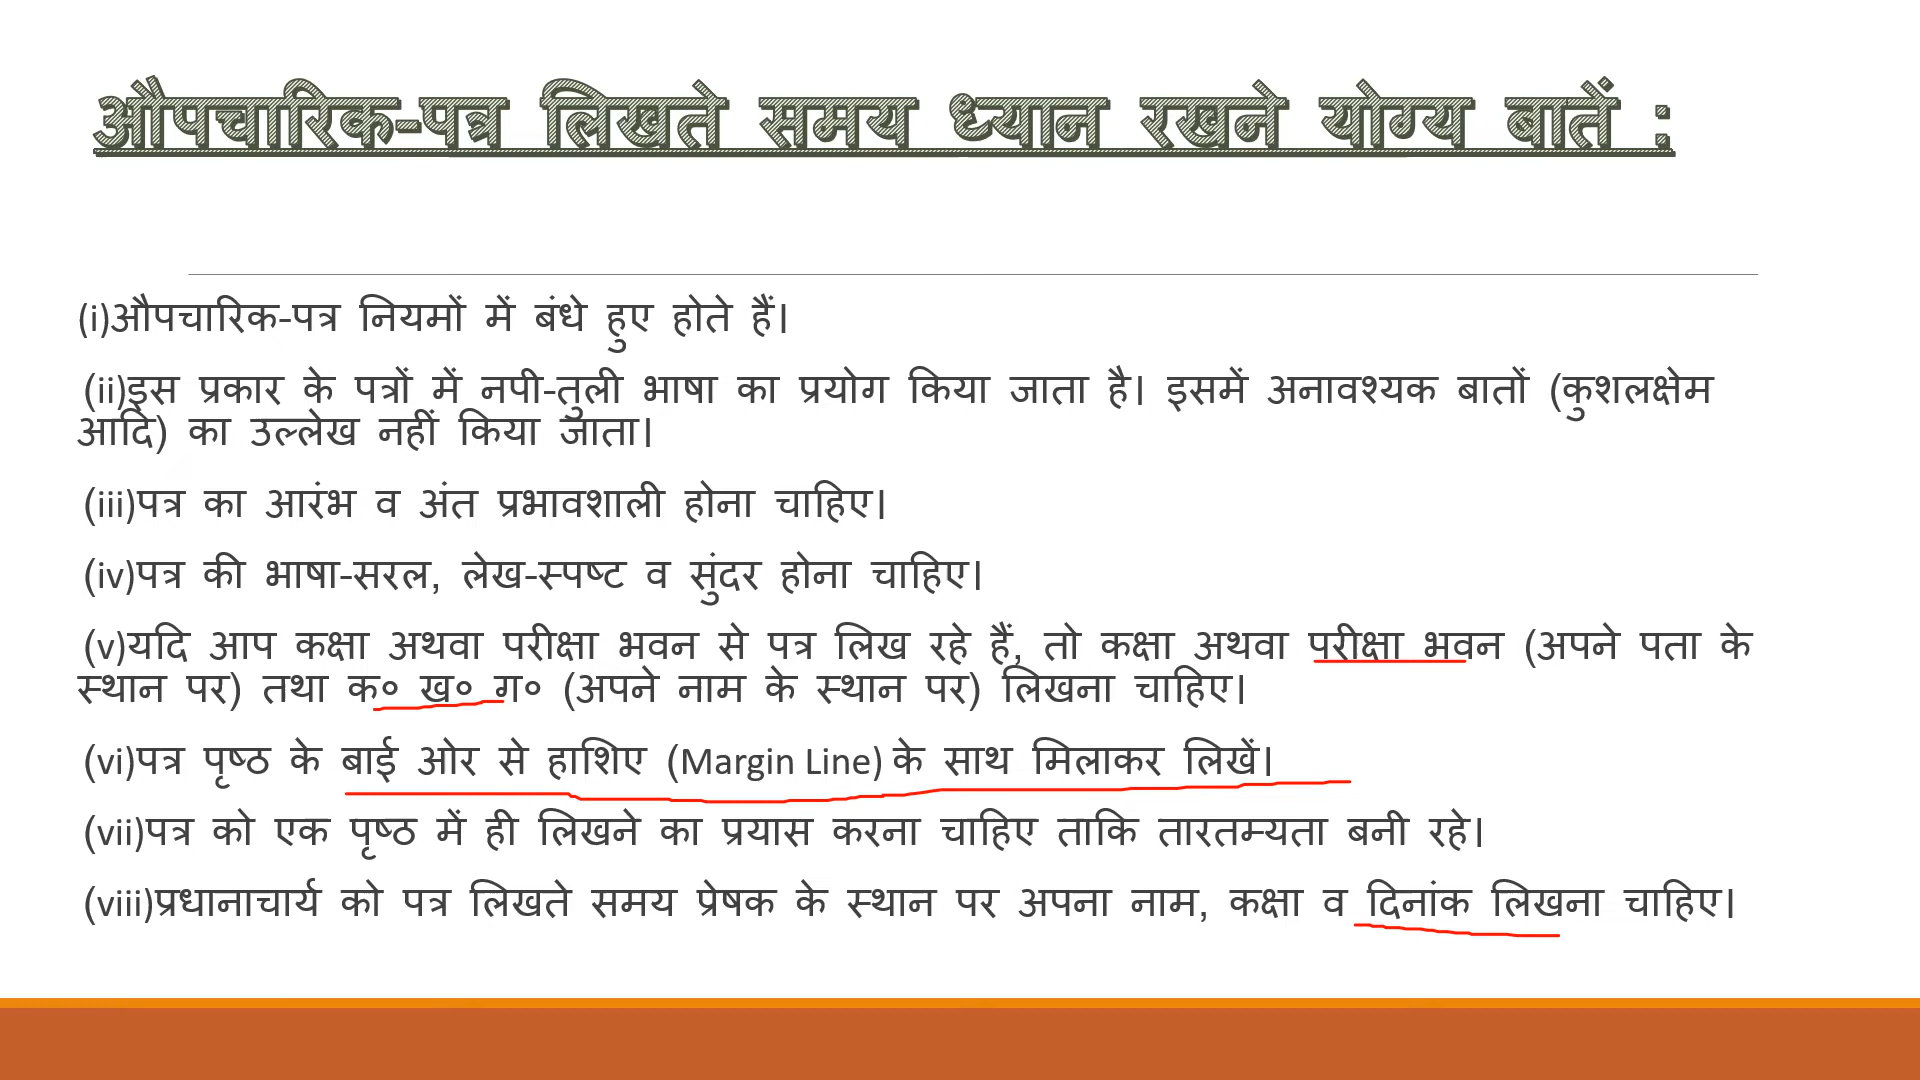 औपचारिक-पत्र लिखते समय ध्यान रखने योग्य बातें :
(i)औपचारिक-पत्र नियमों में बंधे हुए होते हैं।
(ii)इस प्रकार के पत्रों में नपी-तुली भाषा का प्रयोग किया जाता है। इसमें अनावश्यक बातों (कुशलक्षेम
आदि) का उल्लेख नहीं किया जाता।
(iii)पत्र का आरंभ व अंत प्रभावशाली होना चाहिए।
(iv)पत्र की भाषा-सरल, लेख-स्पष्ट व सुंदर होना चाहिए।
(v)यदि आप कक्षा अथवा परीक्षा भवन से पत्र लिख रहे हैं, तो कक्षा अथवा परीक्षा भवन (अपने पता के
स्थान पर) तथा क० ख० ग० (अपने नाम के स्थान पर) लिखना चाहिए।
(vi)पत्र पृष्ठ के बाई ओर से हाशिए (Margin Line) के साथ मिलाकर लिखें।
(vii)पत्र को एक पृष्ठ में ही लिखने का प्रयास करना चाहिए ताकि तारतम्यता बनी रहे।
(viii)प्रधानाचार्य को पत्र लिखते समय प्रेषक के स्थान पर अपना नाम, कक्षा व दिनांक लिखना चाहिए।